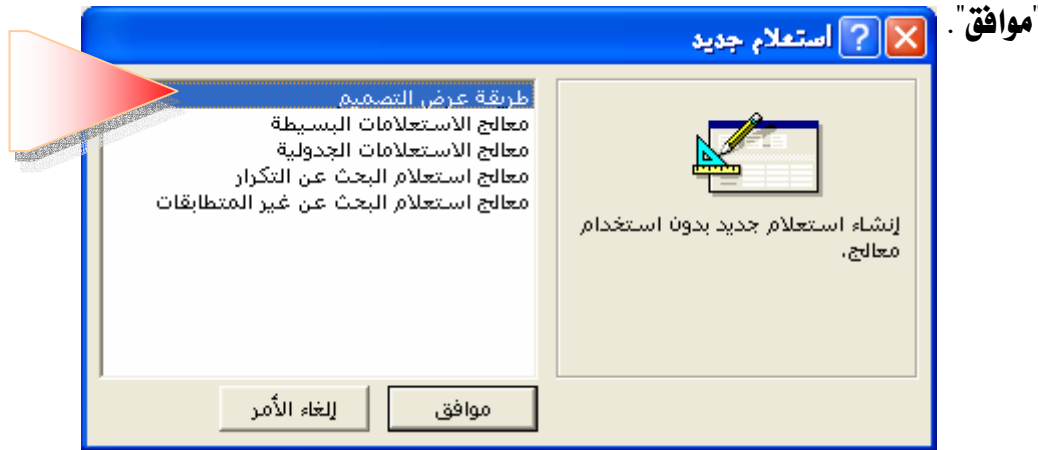 "موافق".
استعلام جديد
إنشاء استعلام جديد بدون استخدام
معالج.
طريقة عرض التصميم
معالج الاستعلامات البسيطة
معالج الاستعلامات الجدولية
معالج استعلام البحث عن التكرار
معالج استعلام البحث عن غير المتطابقات
موافق
إلغاء الأمر